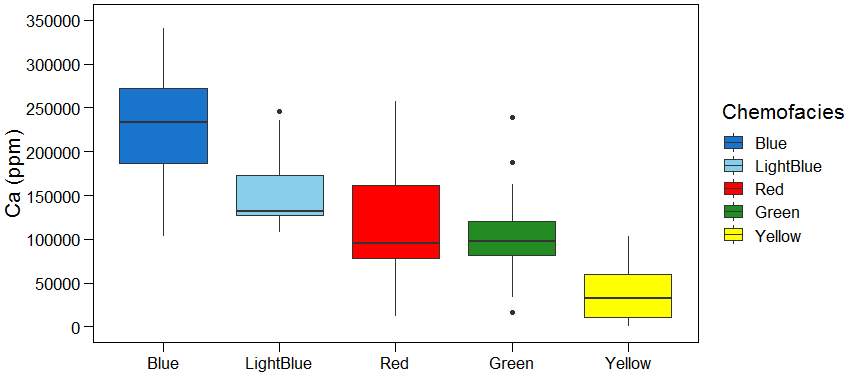 350000
300000
250000
200000
150000
100000
50000
0
Ca (ppm)
Blue
LightBlue
Red
Green
Yellow
Chemofacies
Blue
LightBlue
Red
Green
Yellow